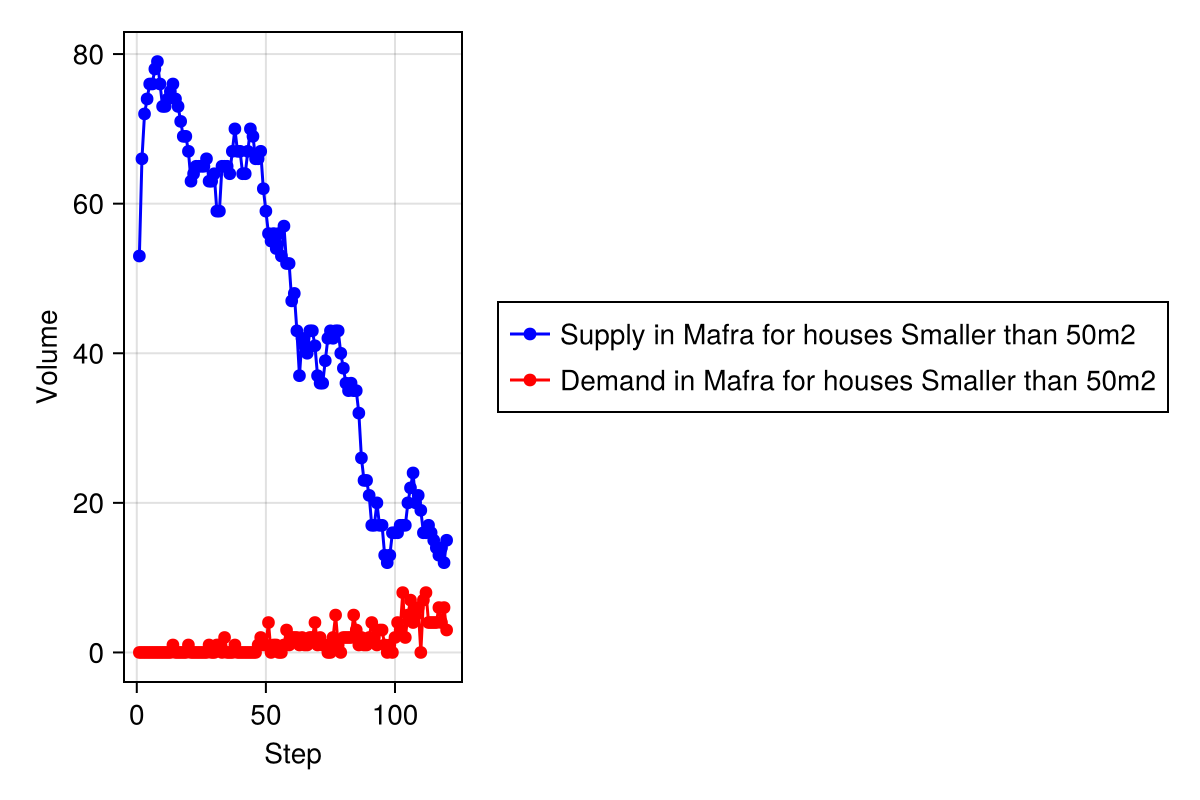 80
60
40
20
0
Volume
0 50 100
Step
Supply in Mafra for houses Smaller than 50m2
Demand in Mafra for houses Smaller than 50m2